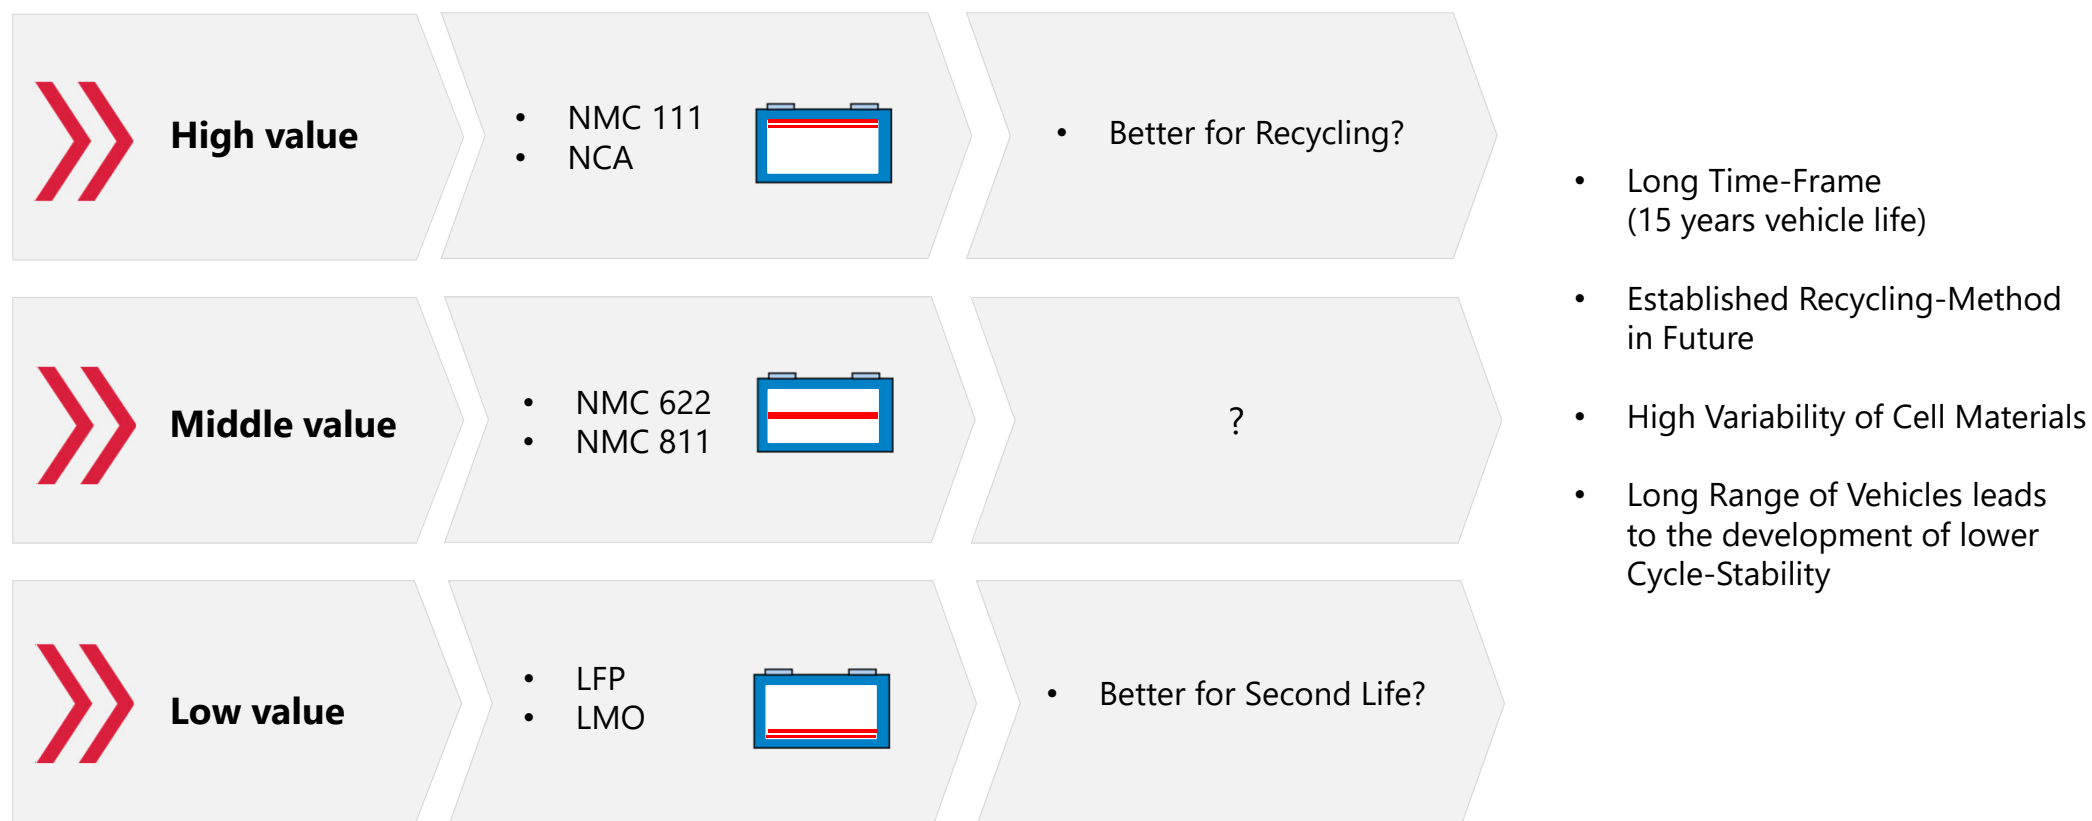 High value
• NMC 111
• NCA
• Better for Recycling?
Middle value
• NMC 622
• NMC 811
?
Low value
• LFP
• LMO
• Better for Second Life?
• Long Time-Frame
(15 years vehicle life)
• Established Recycling-Method
in Future
• High Variability of Cell Materials
• Long Range of Vehicles leads
to the development of lower
Cycle-Stability